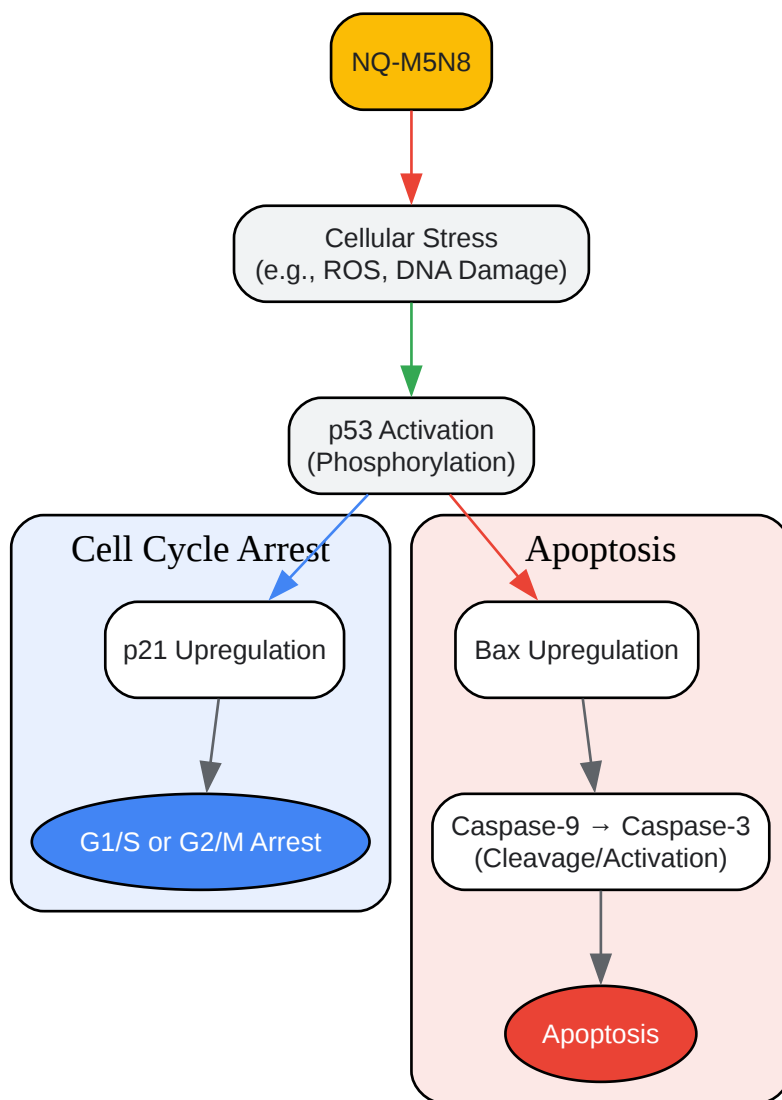 NQ-M5N8
Cellular Stress
(e.g., ROS, DNA Damage)
p53 Activation
(Phosphorylation)
Cell Cycle Arrest
Apoptosis
p21 Upregulation
Bax Upregulation
G1/S or G2/M Arrest
Caspase-9 → Caspase-3
(Cleavage/Activation)
Apoptosis